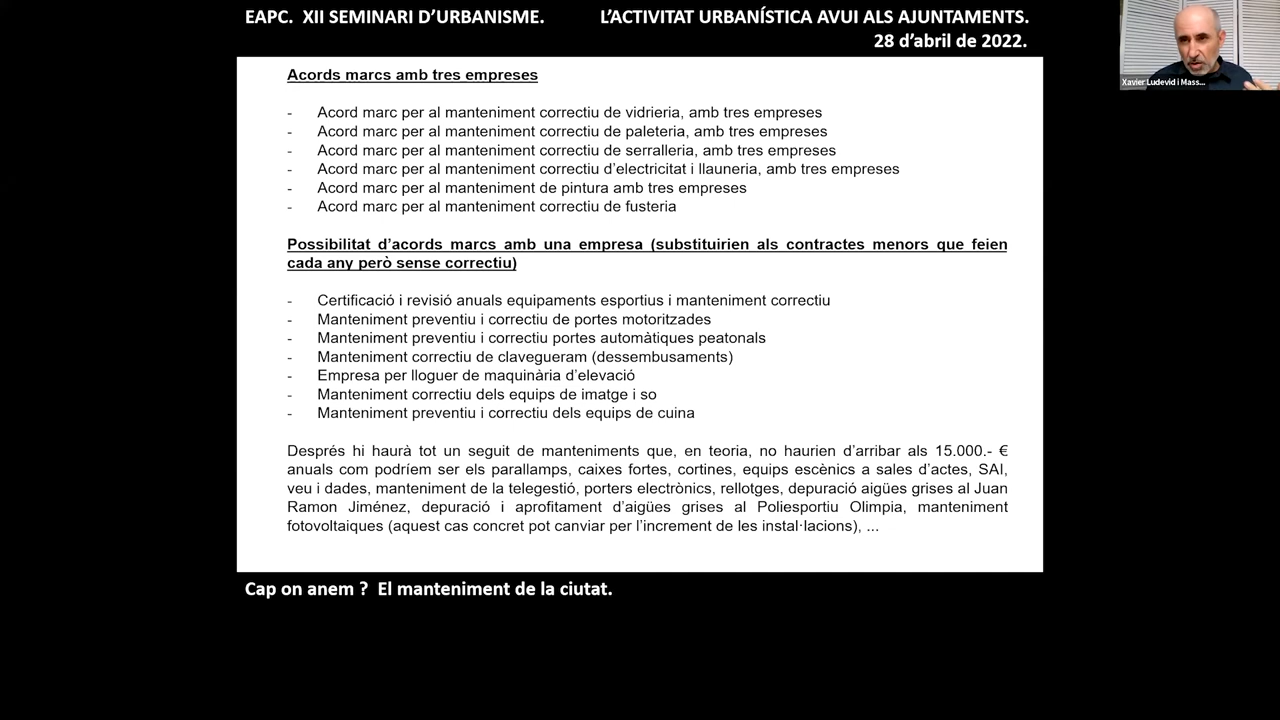 EAPC. XII SEMINARI D'URBANISME. L'ACTIVITAT URBANÍSTICA AVUI ALS AJUNTAMENTS.
28 d'abril de 2022.
Xavier Ludevid i Mass...
Acords marcs amb tres empreses
- Acord marc per al manteniment correctiu de vidrieria, amb tres empreses
- Acord marc per al manteniment correctiu de paleteria, amb tres empreses
- Acord marc per al manteniment correctiu de serralleria, amb tres empreses
- Acord marc per al manteniment correctiu d'electricitat i llauneria, amb tres empreses
- Acord marc per al manteniment de pintura amb tres empreses
- Acord marc per al manteniment correctiu de fusteria
Possibilitat d'acords marcs amb una empresa (substituirien als contractes menors que feien
cada any però sense correctiu)
- Certificació i revisió anuals equipaments esportius i manteniment correctiu
- Manteniment preventiu i correctiu de portes motoritzades
- Manteniment preventiu i correctiu portes automàtiques peatonals
- Manteniment correctiu de clavegueram (dessembusaments)
- Empresa per lloguer de maquinària d'elevació
- Manteniment correctiu dels equips de imatge i so
- Manteniment preventiu i correctiu dels equips de cuina
Després hi haurà tot un seguit de manteniments que, en teoria, no haurien d'arribar als 15.000.- €
anuals com podríem ser els parallamps, caixes fortes, cortines, equips escènics a sales d'actes, SAI,
veu i dades, manteniment de la telegestió, porters electrònics, rellotges, depuració aigües grises al Juan
Ramon Jiménez, depuració i aprofitament d'aigües grises al Poliesportiu Olimpia, manteniment
fotovoltaiques (aquest cas concret pot canviar per l'increment de les instal·lacions), ...
Cap on anem ? El manteniment de la ciutat.